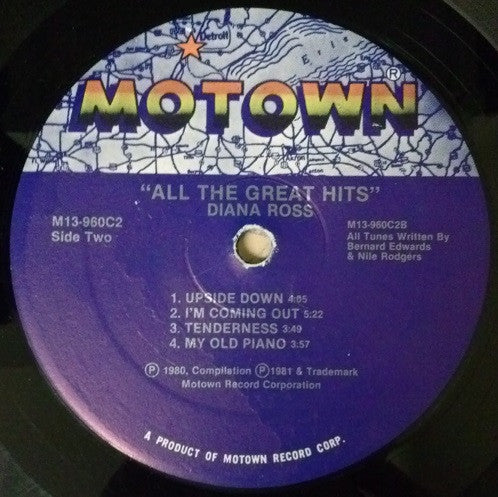 Detroit
Erie
MOTOWN®
Akron
"ALL THE GREAT HITS"
DIANA ROSS
M13-960C2
Side Two
M13-960C2B
All Tunes Written By
Bernard Edwards
& Nile Rodgers
1. UPSIDE DOWN 4:05
2. I'M COMING OUT 5:22
3. TENDERNESS 3:49
4. MY OLD PIANO 3:57
Ⓟ 1980, Compilation Ⓟ 1981 & Trademark
Motown Record Corporation
A PRODUCT OF MOTOWN RECORD CORP.